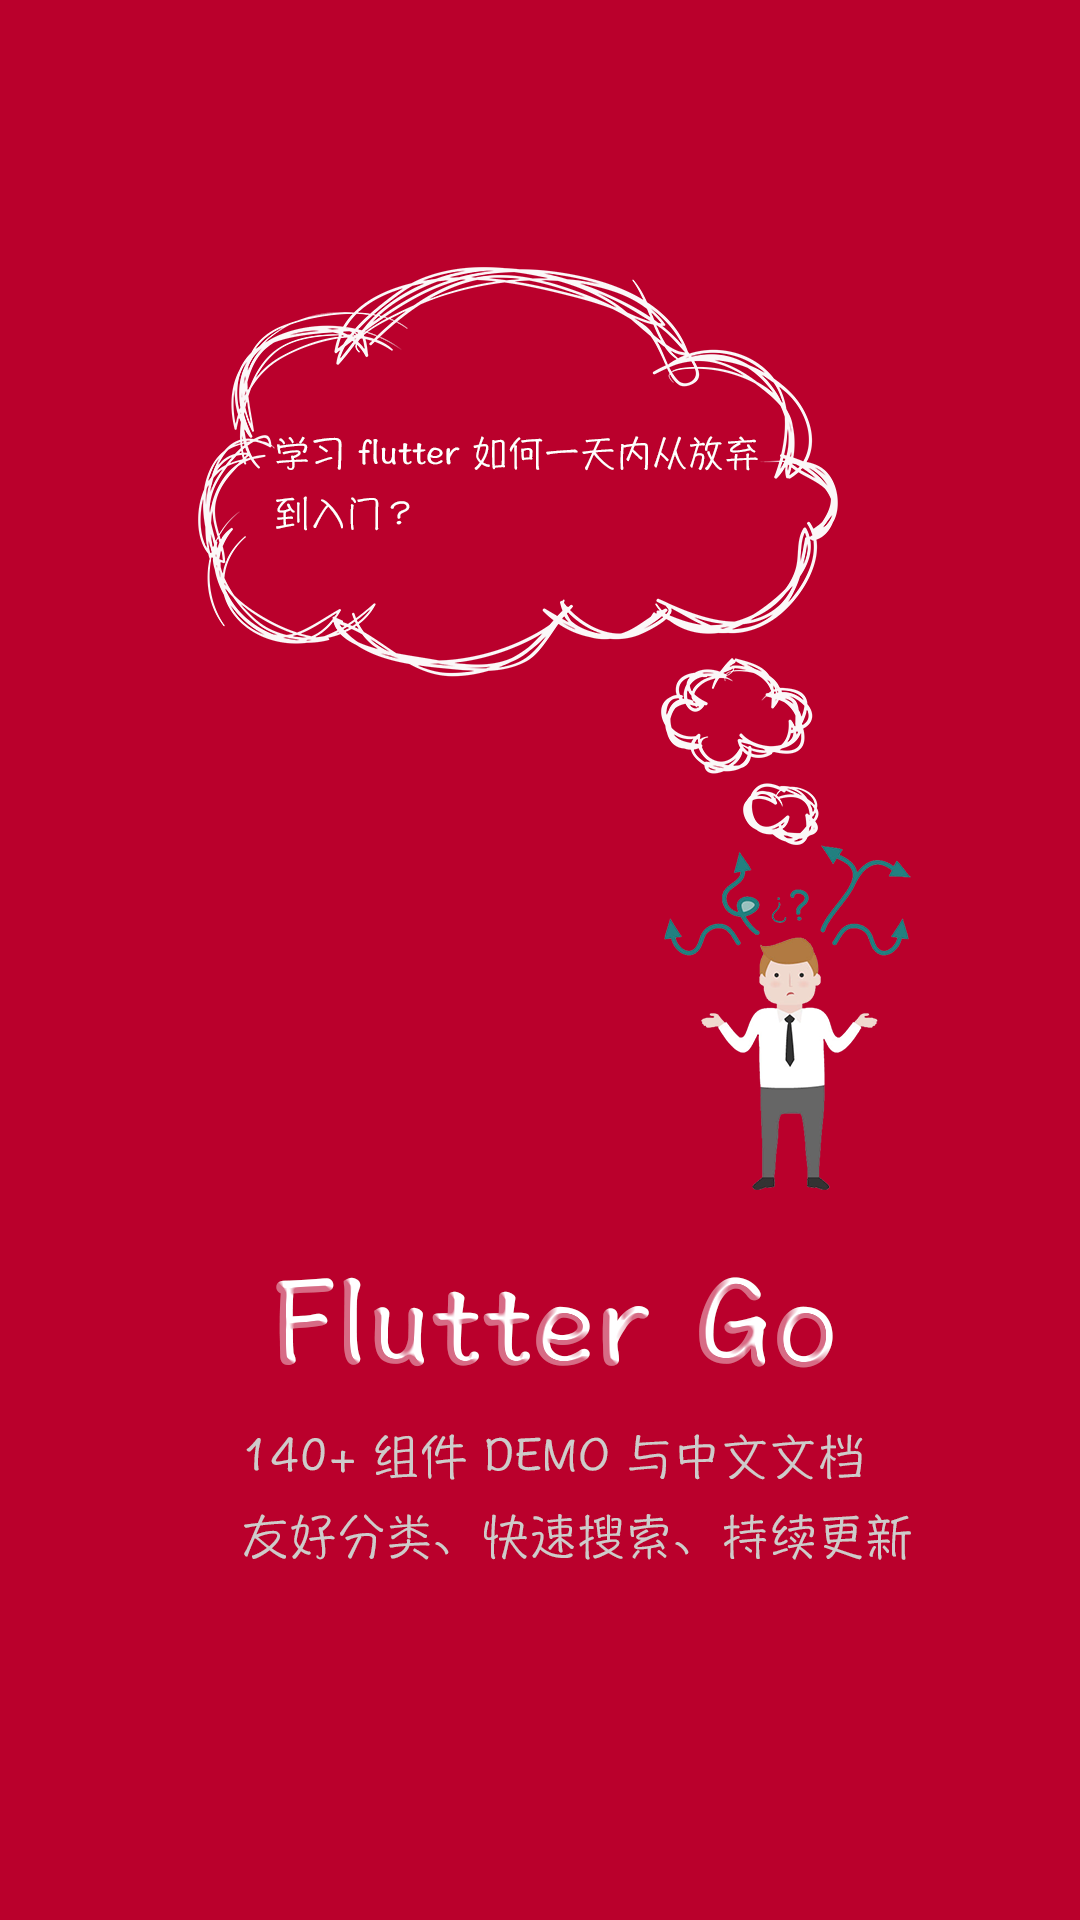 学习 flutter 如何一天内从放弃
到入门？
¿?
Flutter Go
140+ 组件 DEMO 与中文文档
友好分类、快速搜索、持续更新